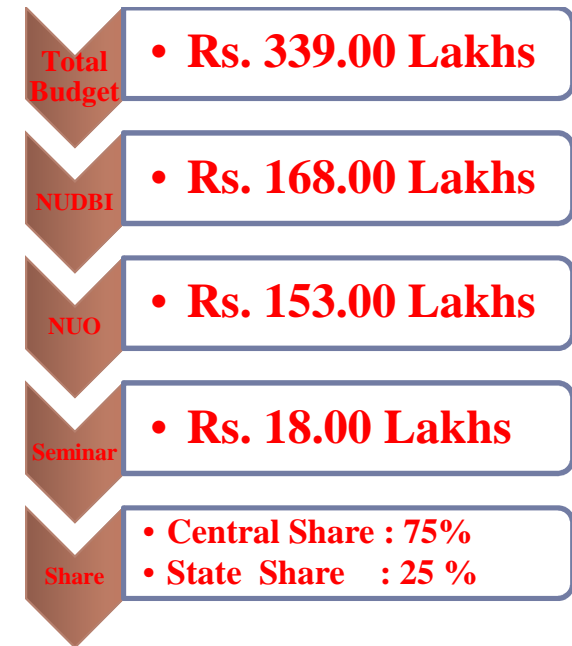 Total
Budget
• Rs. 339.00 Lakhs
NUDBI
• Rs. 168.00 Lakhs
NUO
• Rs. 153.00 Lakhs
Seminar
• Rs. 18.00 Lakhs
Share
• Central Share : 75%
• State Share : 25 %